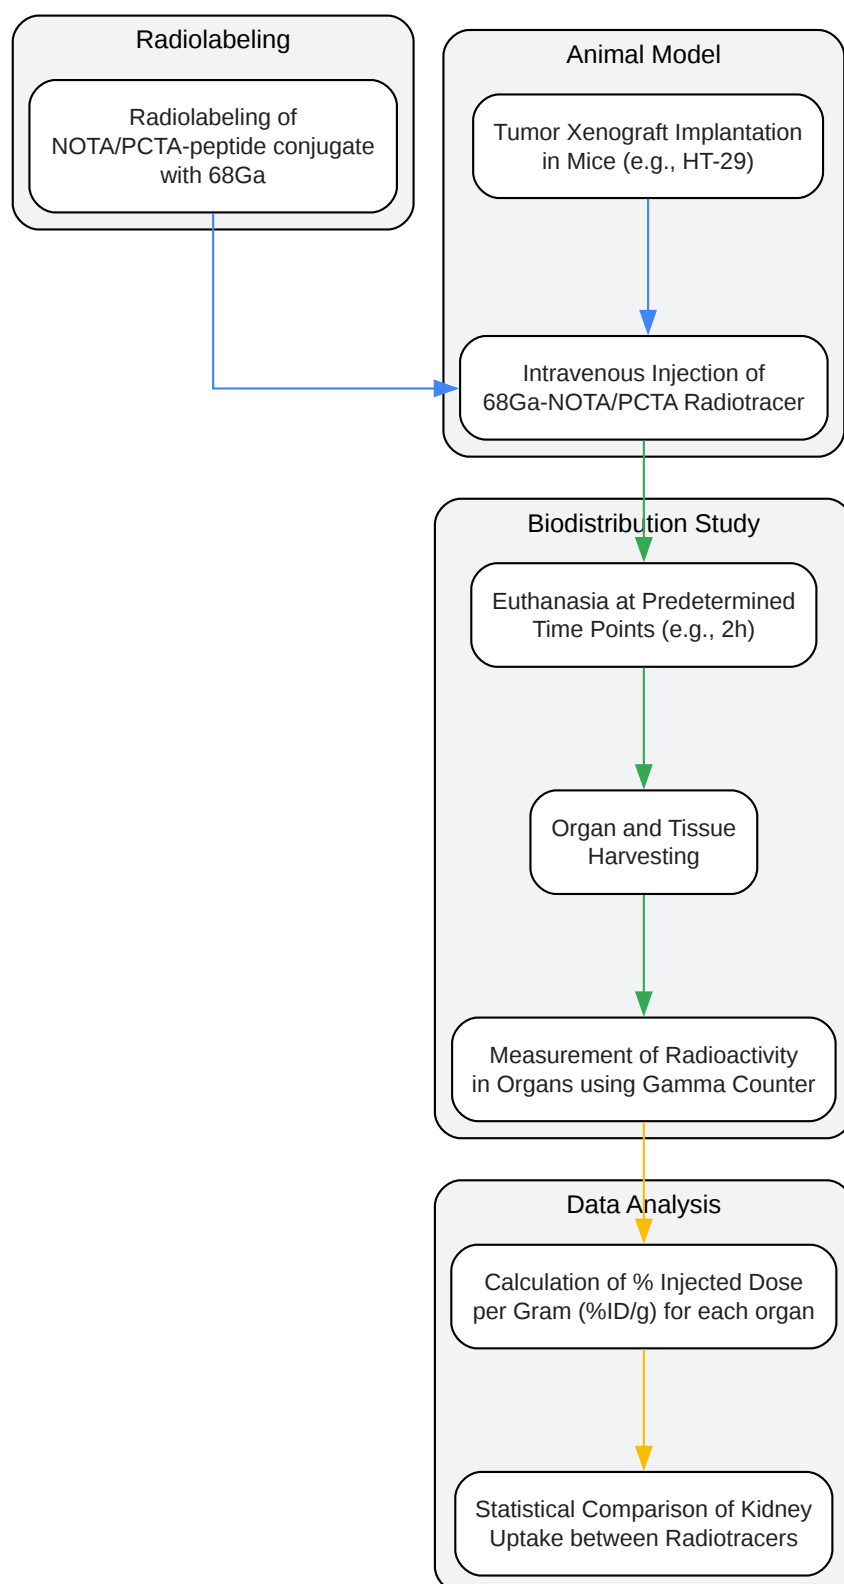 Radiolabeling
Radiolabeling of
NOTA/PCTA-peptide conjugate
with 68Ga
Animal Model
Tumor Xenograft Implantation
in Mice (e.g., HT-29)
Intravenous Injection of
68Ga-NOTA/PCTA Radiotracer
Biodistribution Study
Euthanasia at Predetermined
Time Points (e.g., 2h)
Organ and Tissue
Harvesting
Measurement of Radioactivity
in Organs using Gamma Counter
Data Analysis
Calculation of % Injected Dose
per Gram (%ID/g) for each organ
Statistical Comparison of Kidney
Uptake between Radiotracers